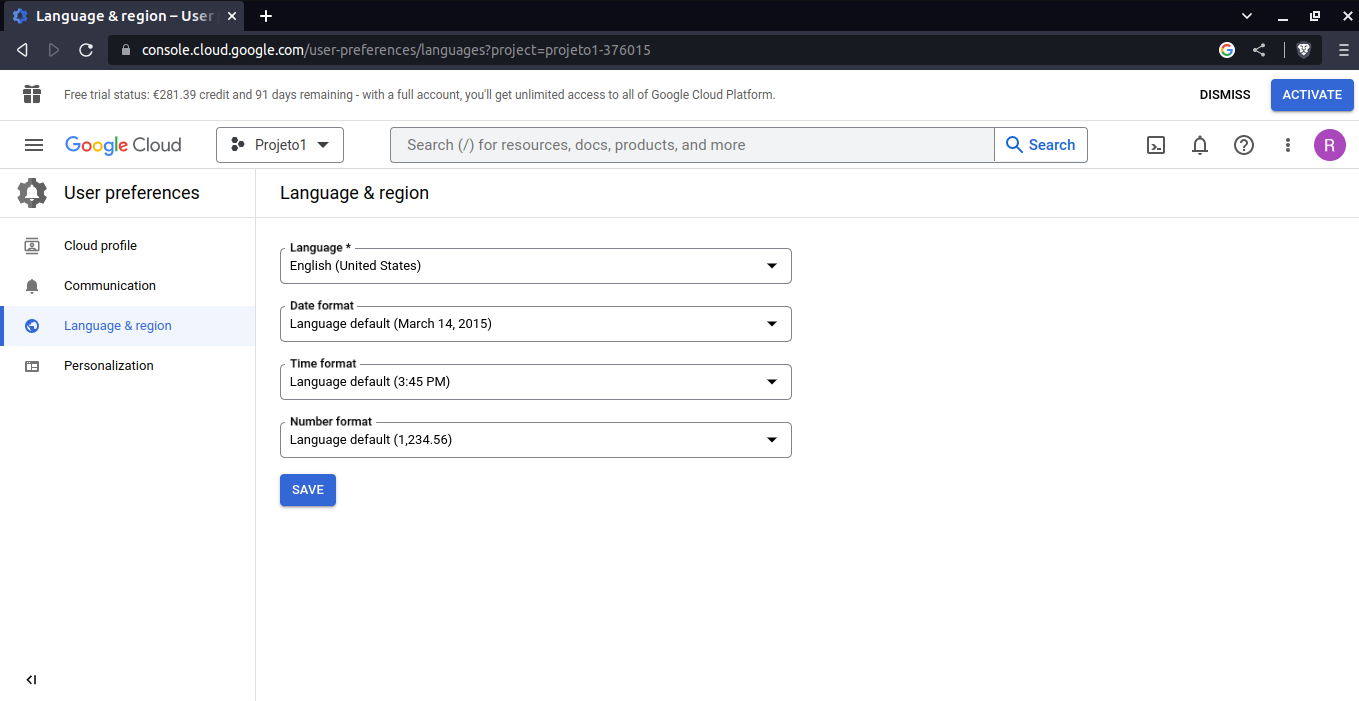 Language & region – User
console.cloud.google.com/user-preferences/languages?project=projeto1-376015
Free trial status: €281.39 credit and 91 days remaining - with a full account, you'll get unlimited access to all of Google Cloud Platform.
DISMISS
ACTIVATE
Google Cloud
Projeto1
Search (/) for resources, docs, products, and more
Search
R
User preferences
Language & region
Cloud profile
Communication
Language & region
Personalization
Language *
English (United States)
Date format
Language default (March 14, 2015)
Time format
Language default (3:45 PM)
Number format
Language default (1,234.56)
SAVE